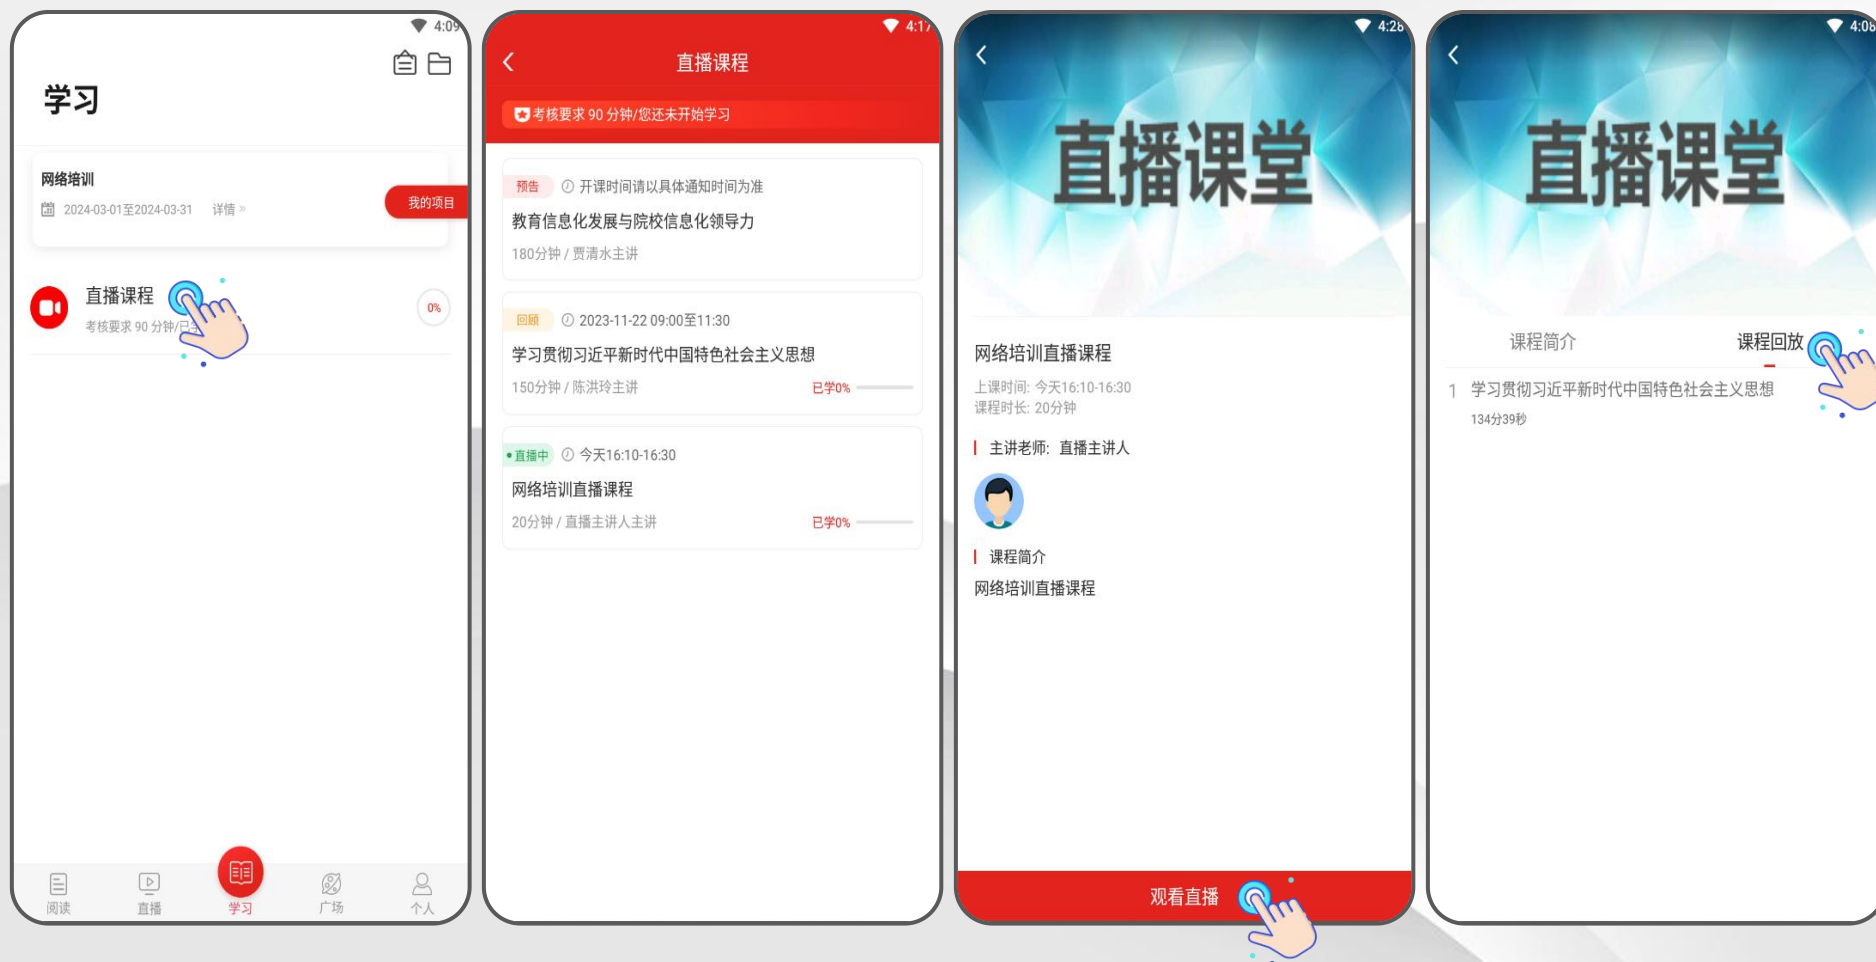 4:09
学习
网络培训
2024-03-01至2024-03-31 详情 »
我的项目
直播课程
0%
考核要求 90 分钟/已
阅读
直播
学习
广场
个人
4:17
直播课程
考核要求 90 分钟/您还未开始学习
预告 开课时间请以具体通知时间为准
教育信息化发展与院校信息化领导力
180分钟 / 贾清水主讲
回顾 2023-11-22 09:00至11:30
学习贯彻习近平新时代中国特色社会主义思想
150分钟 / 陈洪玲主讲 已学0%
直播中 今天16:10-16:30
网络培训直播课程
20分钟 / 直播主讲人主讲 已学0%
4:28
直播课堂
网络培训直播课程
上课时间: 今天16:10-16:30
课程时长: 20分钟
主讲老师: 直播主讲人
课程简介
网络培训直播课程
观看直播
4:08
直播课堂
课程简介 课程回放
1 学习贯彻习近平新时代中国特色社会主义思想
134分39秒